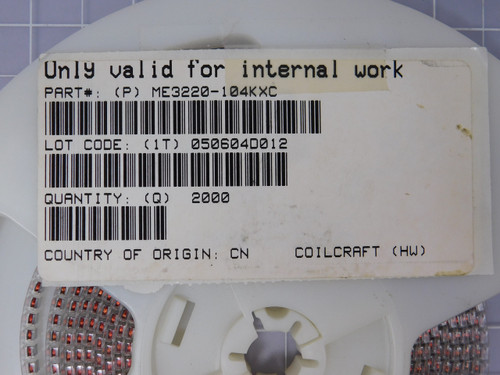 Only valid for internal work
PART#: (P) ME3220-104KXC
LOT CODE: (1T) 050604D012
QUANTITY: (Q) 2000
COUNTRY OF ORIGIN: CN COILCRAFT (HW)